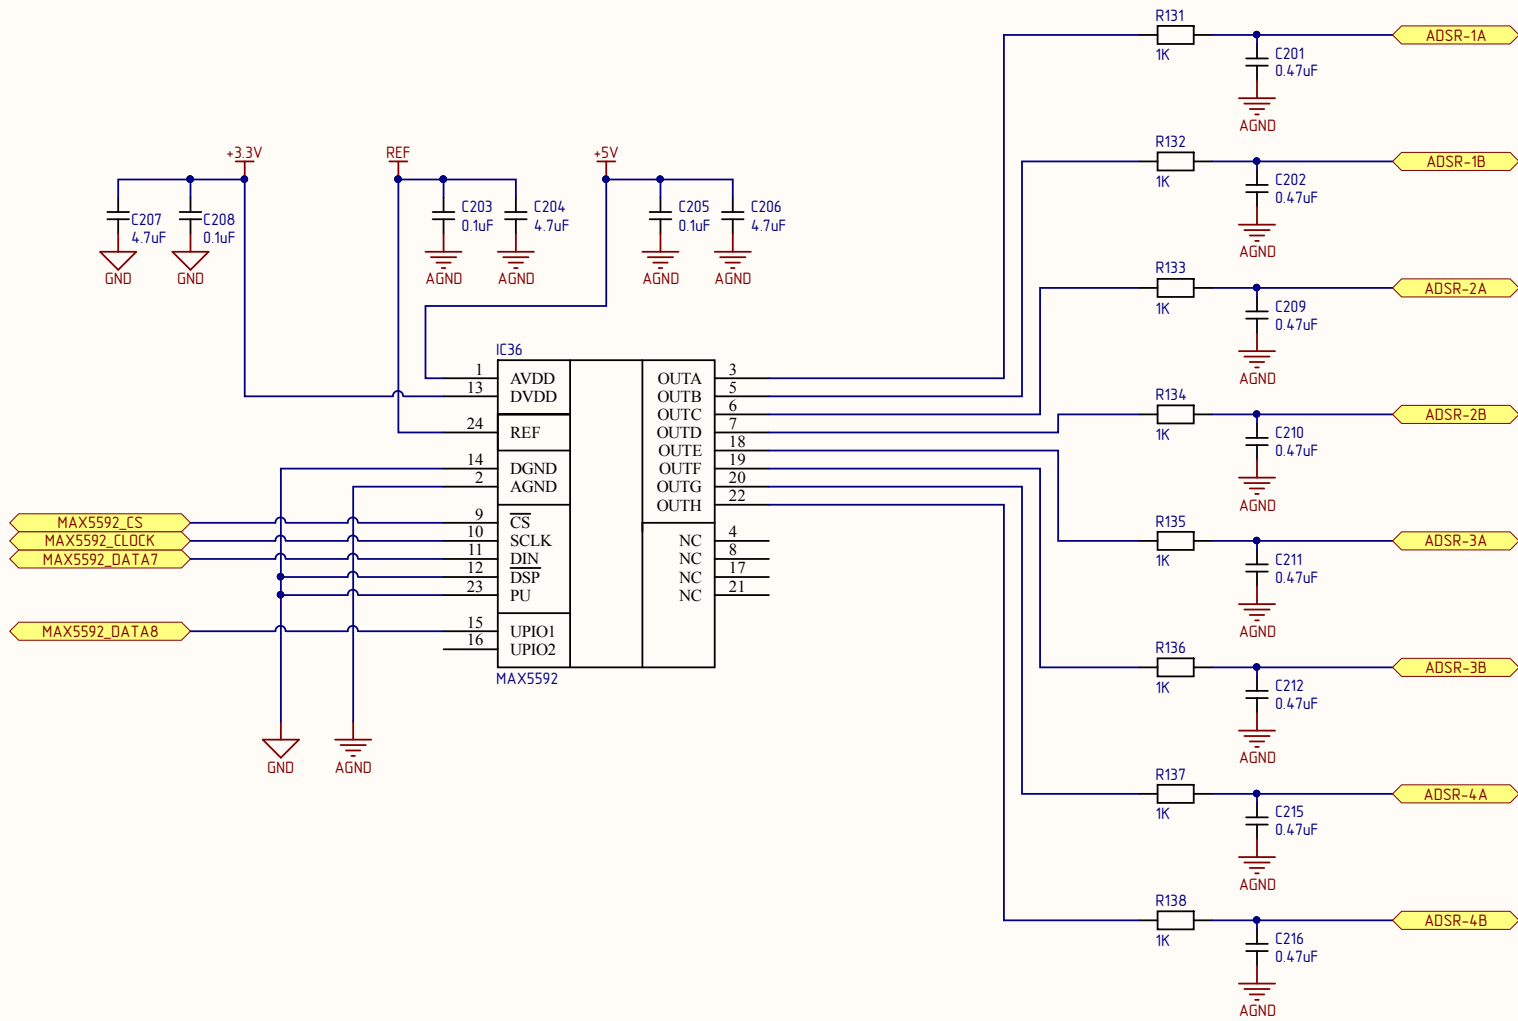 R131
1K
ADSR-1A
C201
0.47uF
AGND
R132
1K
ADSR-1B
C202
0.47uF
AGND
+3.3V
REF
+5V
C207
4.7uF
C208
0.1uF
C203
0.1uF
C204
4.7uF
C205
0.1uF
C206
4.7uF
GND
GND
AGND
AGND
AGND
AGND
R133
1K
ADSR-2A
C209
0.47uF
AGND
IC36
1
AVDD
13
DVDD
24
REF
14
DGND
2
AGND
9
CS
10
SCLK
11
DIN
12
DSP
23
PU
15
UPIO1
16
UPIO2
MAX5592
OUTA
3
OUTB
5
OUTC
6
OUTD
7
OUTE
18
OUTF
19
OUTG
20
OUTH
22
NC
4
NC
8
NC
17
NC
21
MAX5592_CS
MAX5592_CLOCK
MAX5592_DATA7
MAX5592_DATA8
GND
AGND
R134
1K
ADSR-2B
C210
0.47uF
AGND
R135
1K
ADSR-3A
C211
0.47uF
AGND
R136
1K
ADSR-3B
C212
0.47uF
AGND
R137
1K
ADSR-4A
C215
0.47uF
AGND
R138
1K
ADSR-4B
C216
0.47uF
AGND